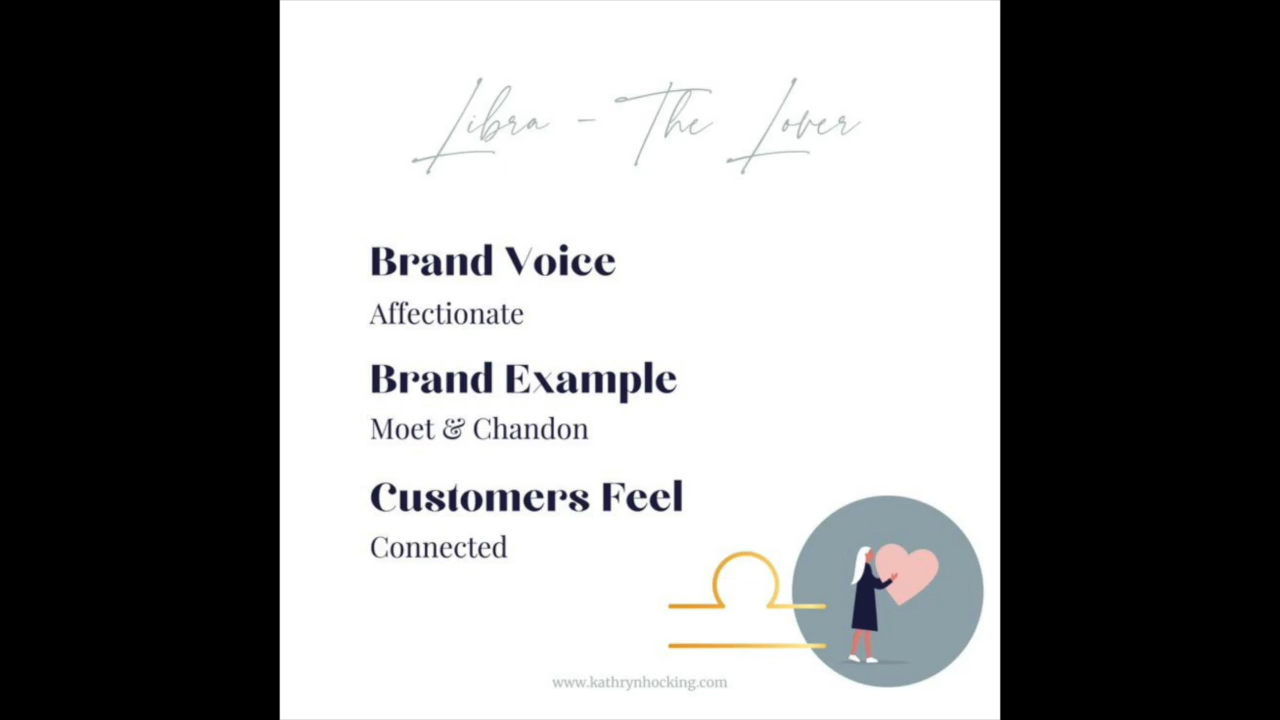 Libra - The Lover
Brand Voice
Affectionate
Brand Example
Moet & Chandon
Customers Feel
Connected
www.kathrynhocking.com